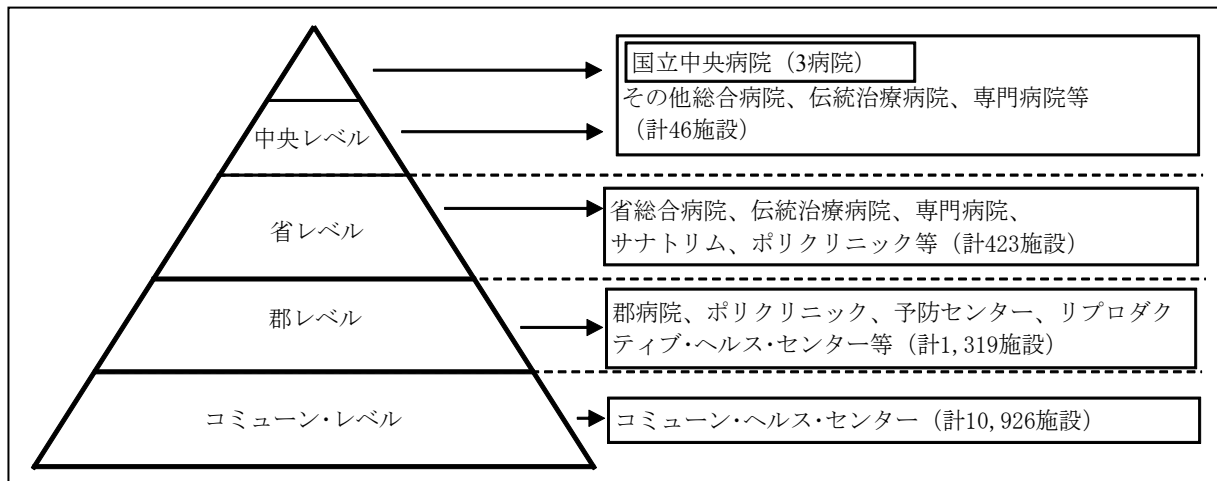 国立中央病院（3病院）
その他総合病院、伝統治療病院、専門病院等
（計46施設）
中央レベル
省総合病院、伝統治療病院、専門病院、
サナトリム、ポリクリニック等（計423施設）
省レベル
郡病院、ポリクリニック、予防センター、リプロダク
ティブ・ヘルス・センター等（計1,319施設）
郡レベル
コミューン・レベル
コミューン・ヘルス・センター（計10,926施設）